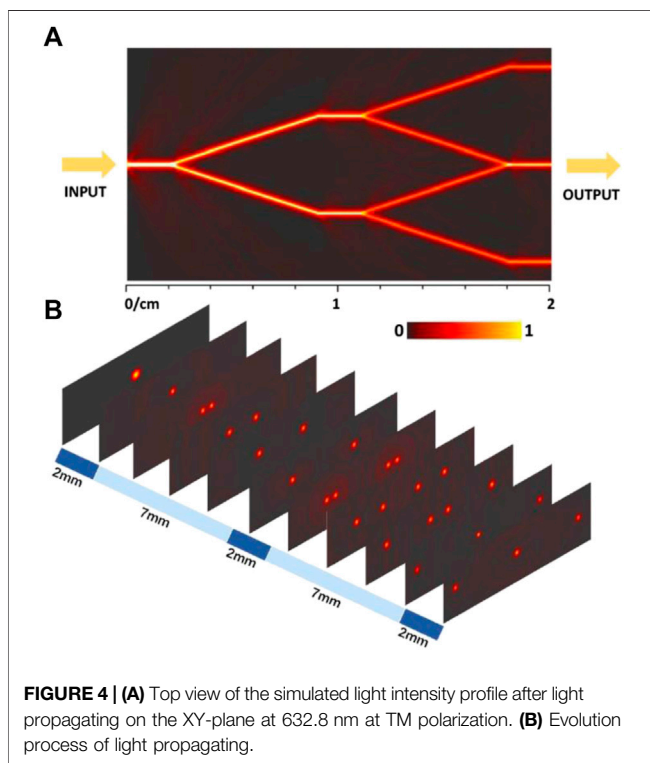 A
INPUT
OUTPUT
0/cm 1 2
B
0 1
2mm
7mm
2mm
7mm
2mm
FIGURE 4 | (A) Top view of the simulated light intensity profile after light
propagating on the XY-plane at 632.8 nm at TM polarization. (B) Evolution
process of light propagating.